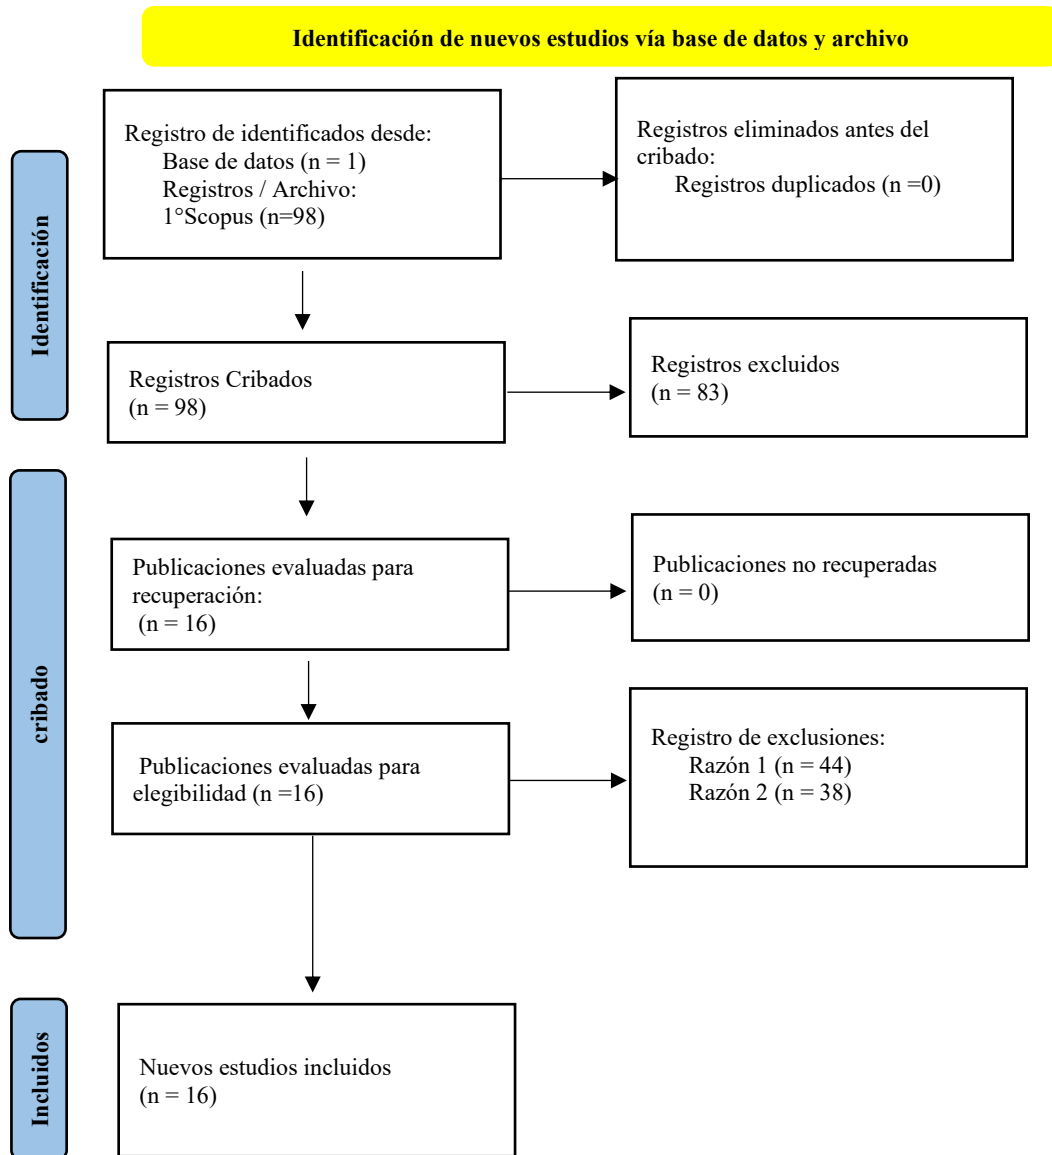 Identificación de nuevos estudios vía base de datos y archivo
Identificación
Registro de identificados desde:
Base de datos (n = 1)
Registros / Archivo:
1°Scopus (n=98)
Registros eliminados antes del
cribado:
Registros duplicados (n =0)
Registros Cribados
(n = 98)
Registros excluidos
(n = 83)
cribado
Publicaciones evaluadas para
recuperación:
(n = 16)
Publicaciones no recuperadas
(n = 0)
Publicaciones evaluadas para
elegibilidad (n =16)
Registro de exclusiones:
Razón 1 (n = 44)
Razón 2 (n = 38)
Incluidos
Nuevos estudios incluidos
(n = 16)